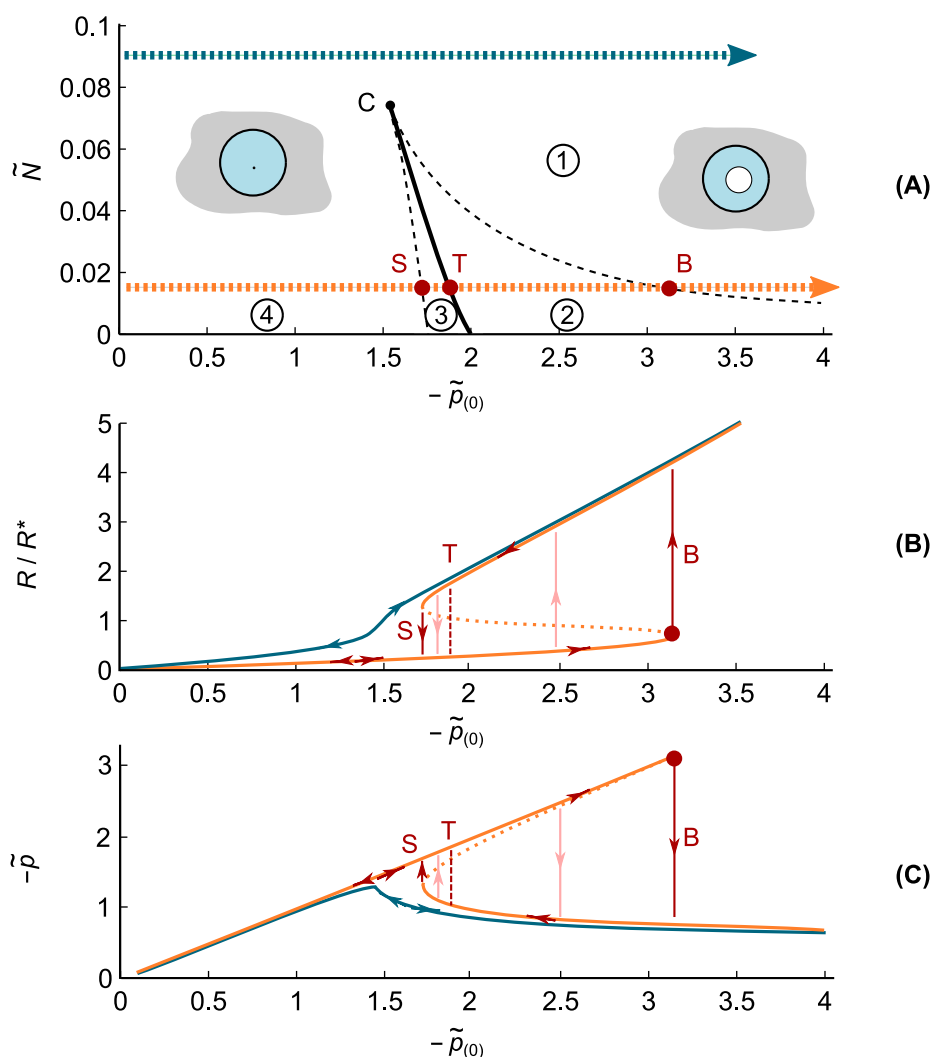 0.1
0.08
0.06
0.04
0.02
0
Ñ
C
①
S T B
④ ③ ② 
0 0.5 1 1.5 2 2.5 3 3.5 4
− p̃(0)
(A)
5
4
3
2
1
0
R / R*
T
S
B
0 0.5 1 1.5 2 2.5 3 3.5 4
− p̃(0)
(B)
3
2
1
0
-p̃
S T
B
0 0.5 1 1.5 2 2.5 3 3.5 4
− p̃(0)
(C)